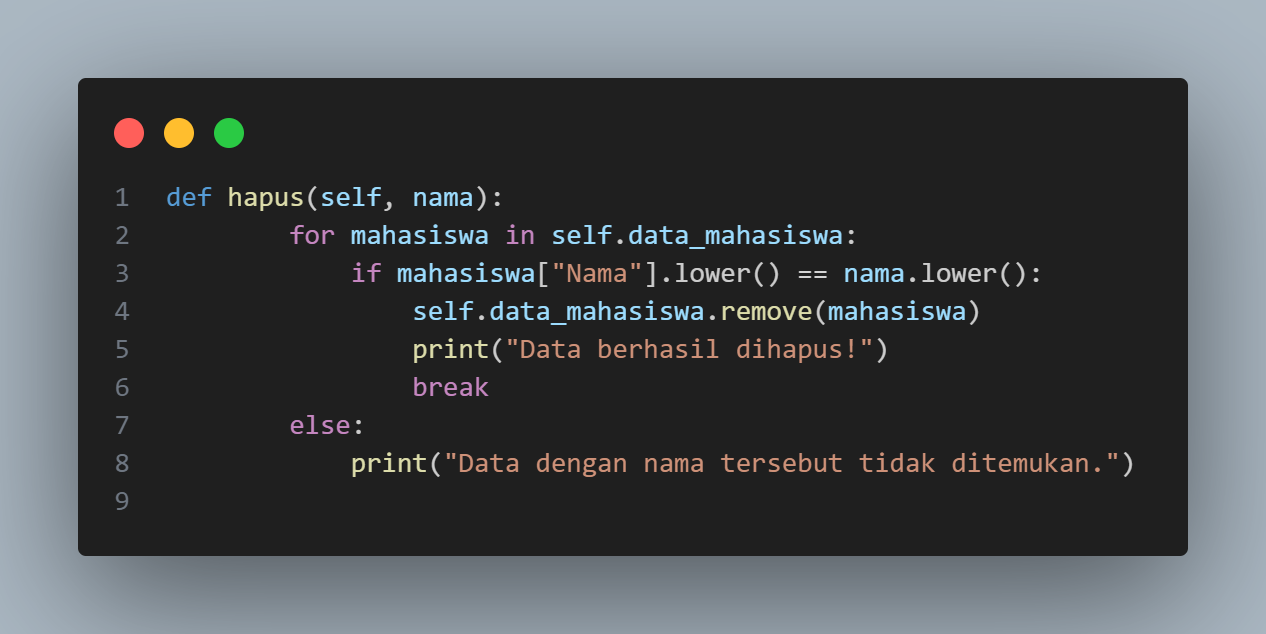 1 def hapus(self, nama):
2         for mahasiswa in self.data_mahasiswa:
3             if mahasiswa["Nama"].lower() == nama.lower():
4                 self.data_mahasiswa.remove(mahasiswa)
5                 print("Data berhasil dihapus!")
6                 break
7         else:
8             print("Data dengan nama tersebut tidak ditemukan.")
9